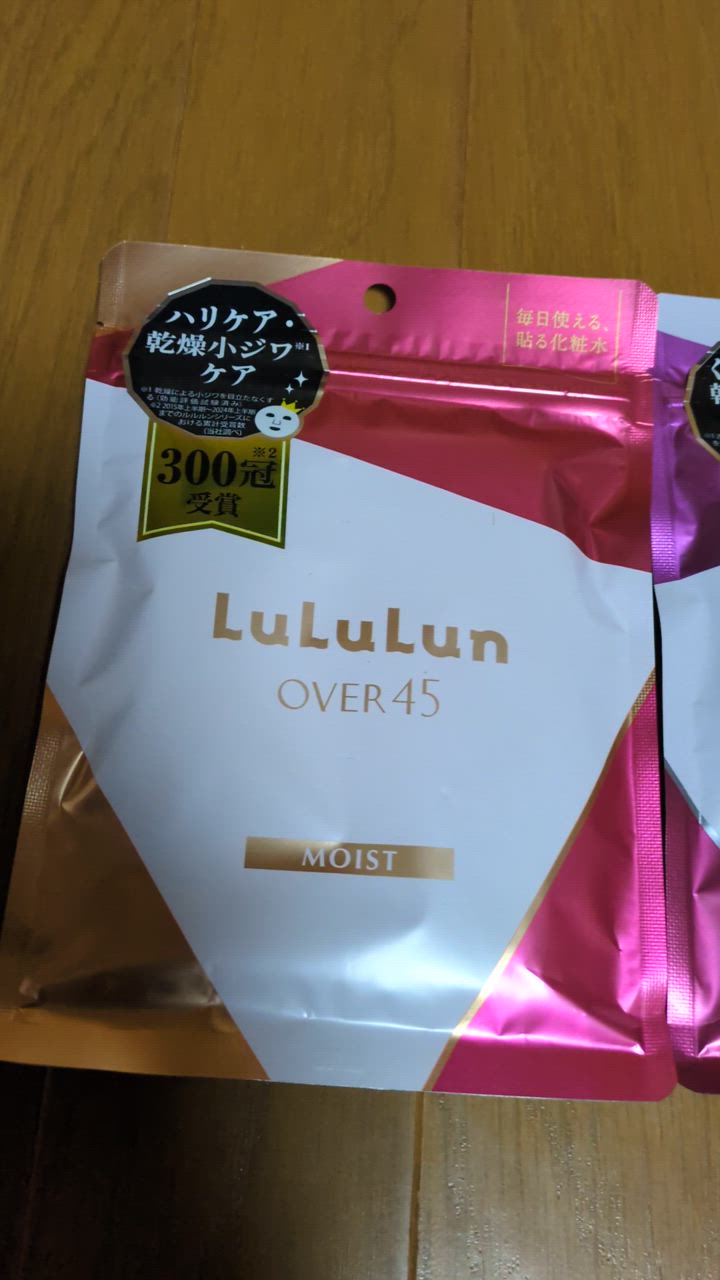 毎日使える、
貼る化粧水
ハリケア・
乾燥小ジワ※1
ケア
※1 乾燥による小ジワを目立たなくす
る(効能評価試験済み)
※2 2015年上半期〜2024年上半期
までのルルルンシリーズに
おける累計受賞数
(当社調べ)
300冠※2
受賞
LuLuLun
OVER45
MOIST